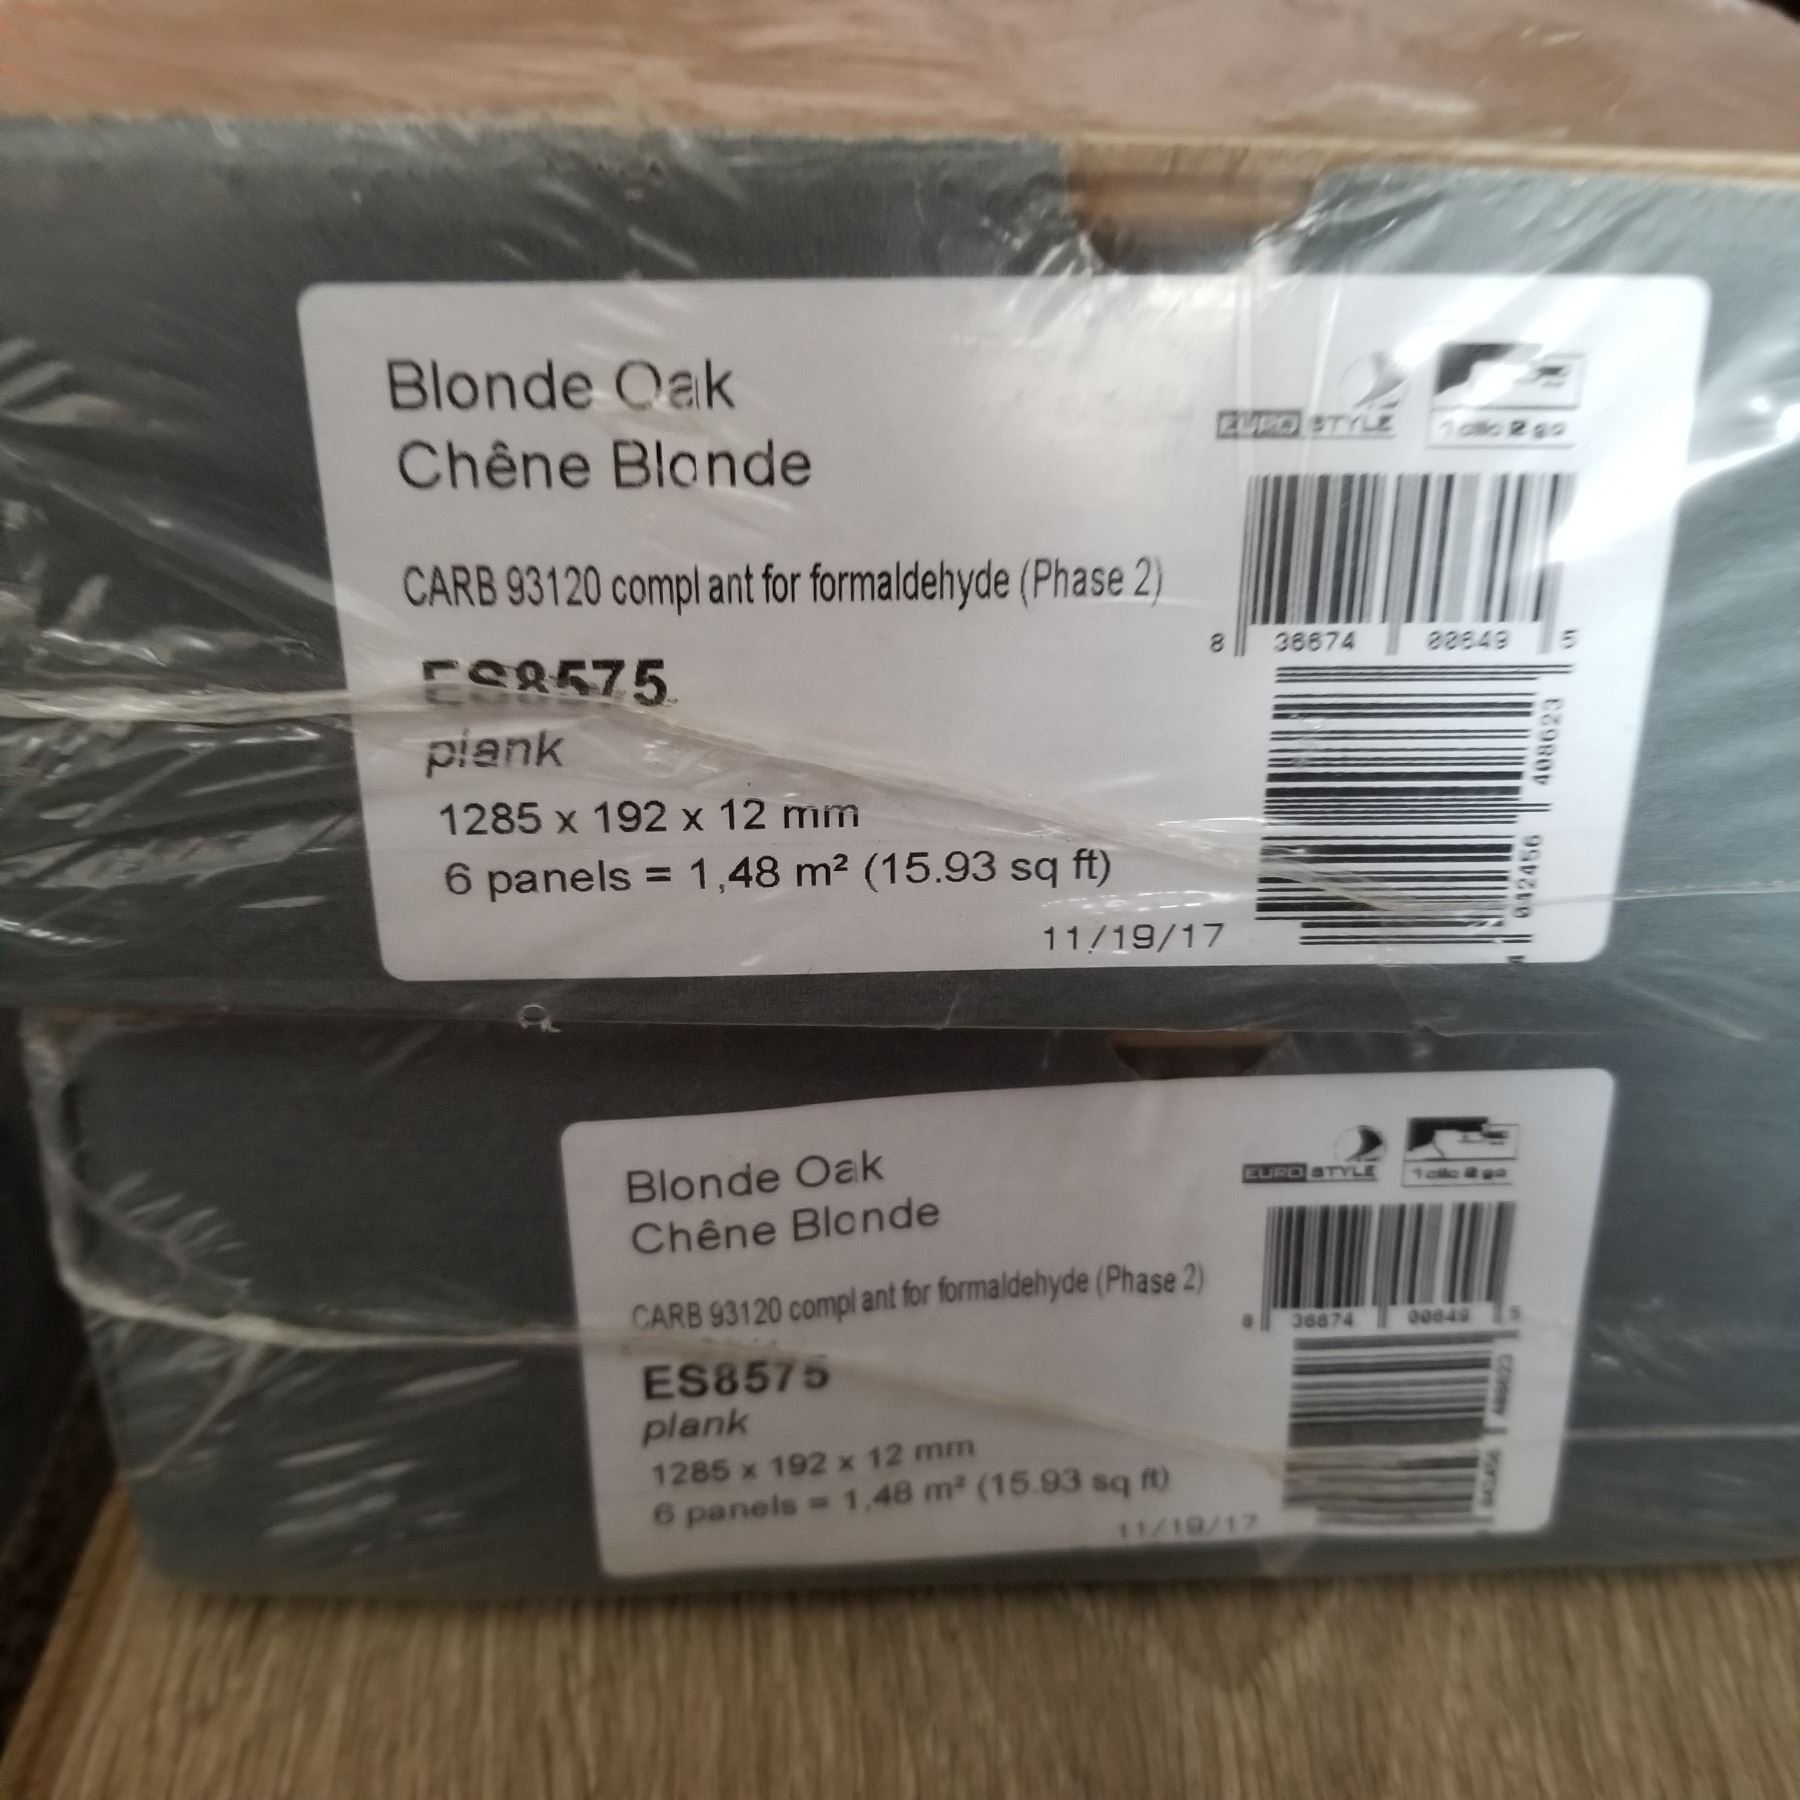 Blonde Oak
Chêne Blonde
EURO STYLE
1 clic 2 go
CARB 93120 compl ant for formaldehyde (Phase 2)
8 36674 00649 5
ES8575
plank
1285 x 192 x 12 mm
6 panels = 1,48 m² (15.93 sq ft)
11/19/17
4 032456 408623
Blonde Oak
Chêne Blonde
EURO STYLE
1 clic 2 go
CARB 93120 compl ant for formaldehyde (Phase 2)
8 36674 00649 5
ES8575
plank
1285 x 192 x 12 mm
6 panels = 1,48 m² (15.93 sq ft)
11/19/17